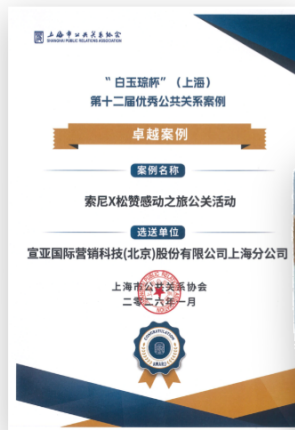 上海市公共关系协会
SHANGHAI PUBLIC RELATIONS ASSOCIATION
“白玉琮杯”（上海）
第十二届优秀公共关系案例
卓越案例
案例名称
索尼X松赞感动之旅公关活动
选送单位
宣亚国际营销科技(北京)股份有限公司上海分公司
上海市公共关系协会
二零二六年一月
CONGRATULATION
AWARD